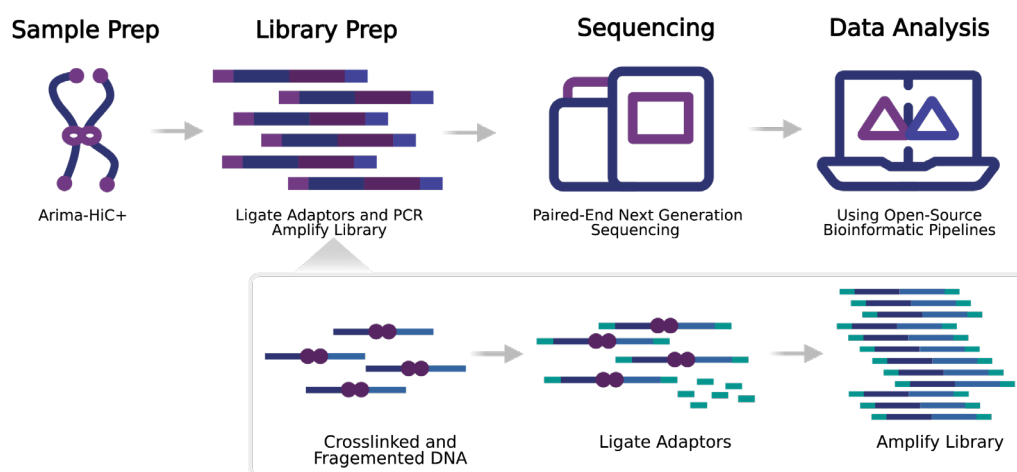 Sample Prep
Library Prep
Sequencing
Data Analysis
Arima-HiC+
Ligate Adaptors and PCR
Amplify Library
Paired-End Next Generation
Sequencing
Using Open-Source
Bioinformatic Pipelines
Crosslinked and
Fragemented DNA
Ligate Adaptors
Amplify Library